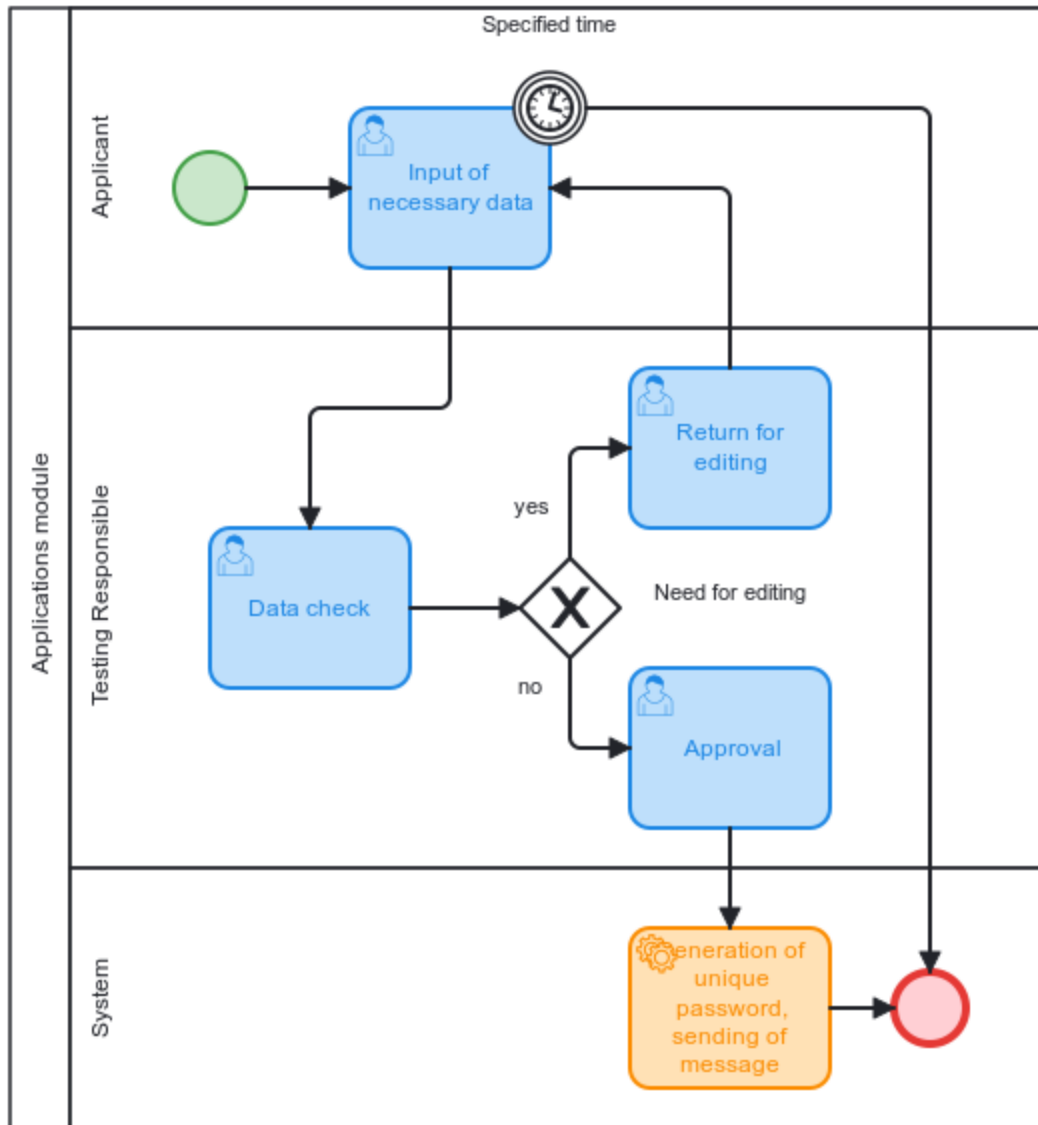 Specified time
Applications module
Applicant
Input of
necessary data
Testing Responsible
Return for
editing
yes
Data check
Need for editing
no
Approval
System
eneration of
unique
password,
sending of
message